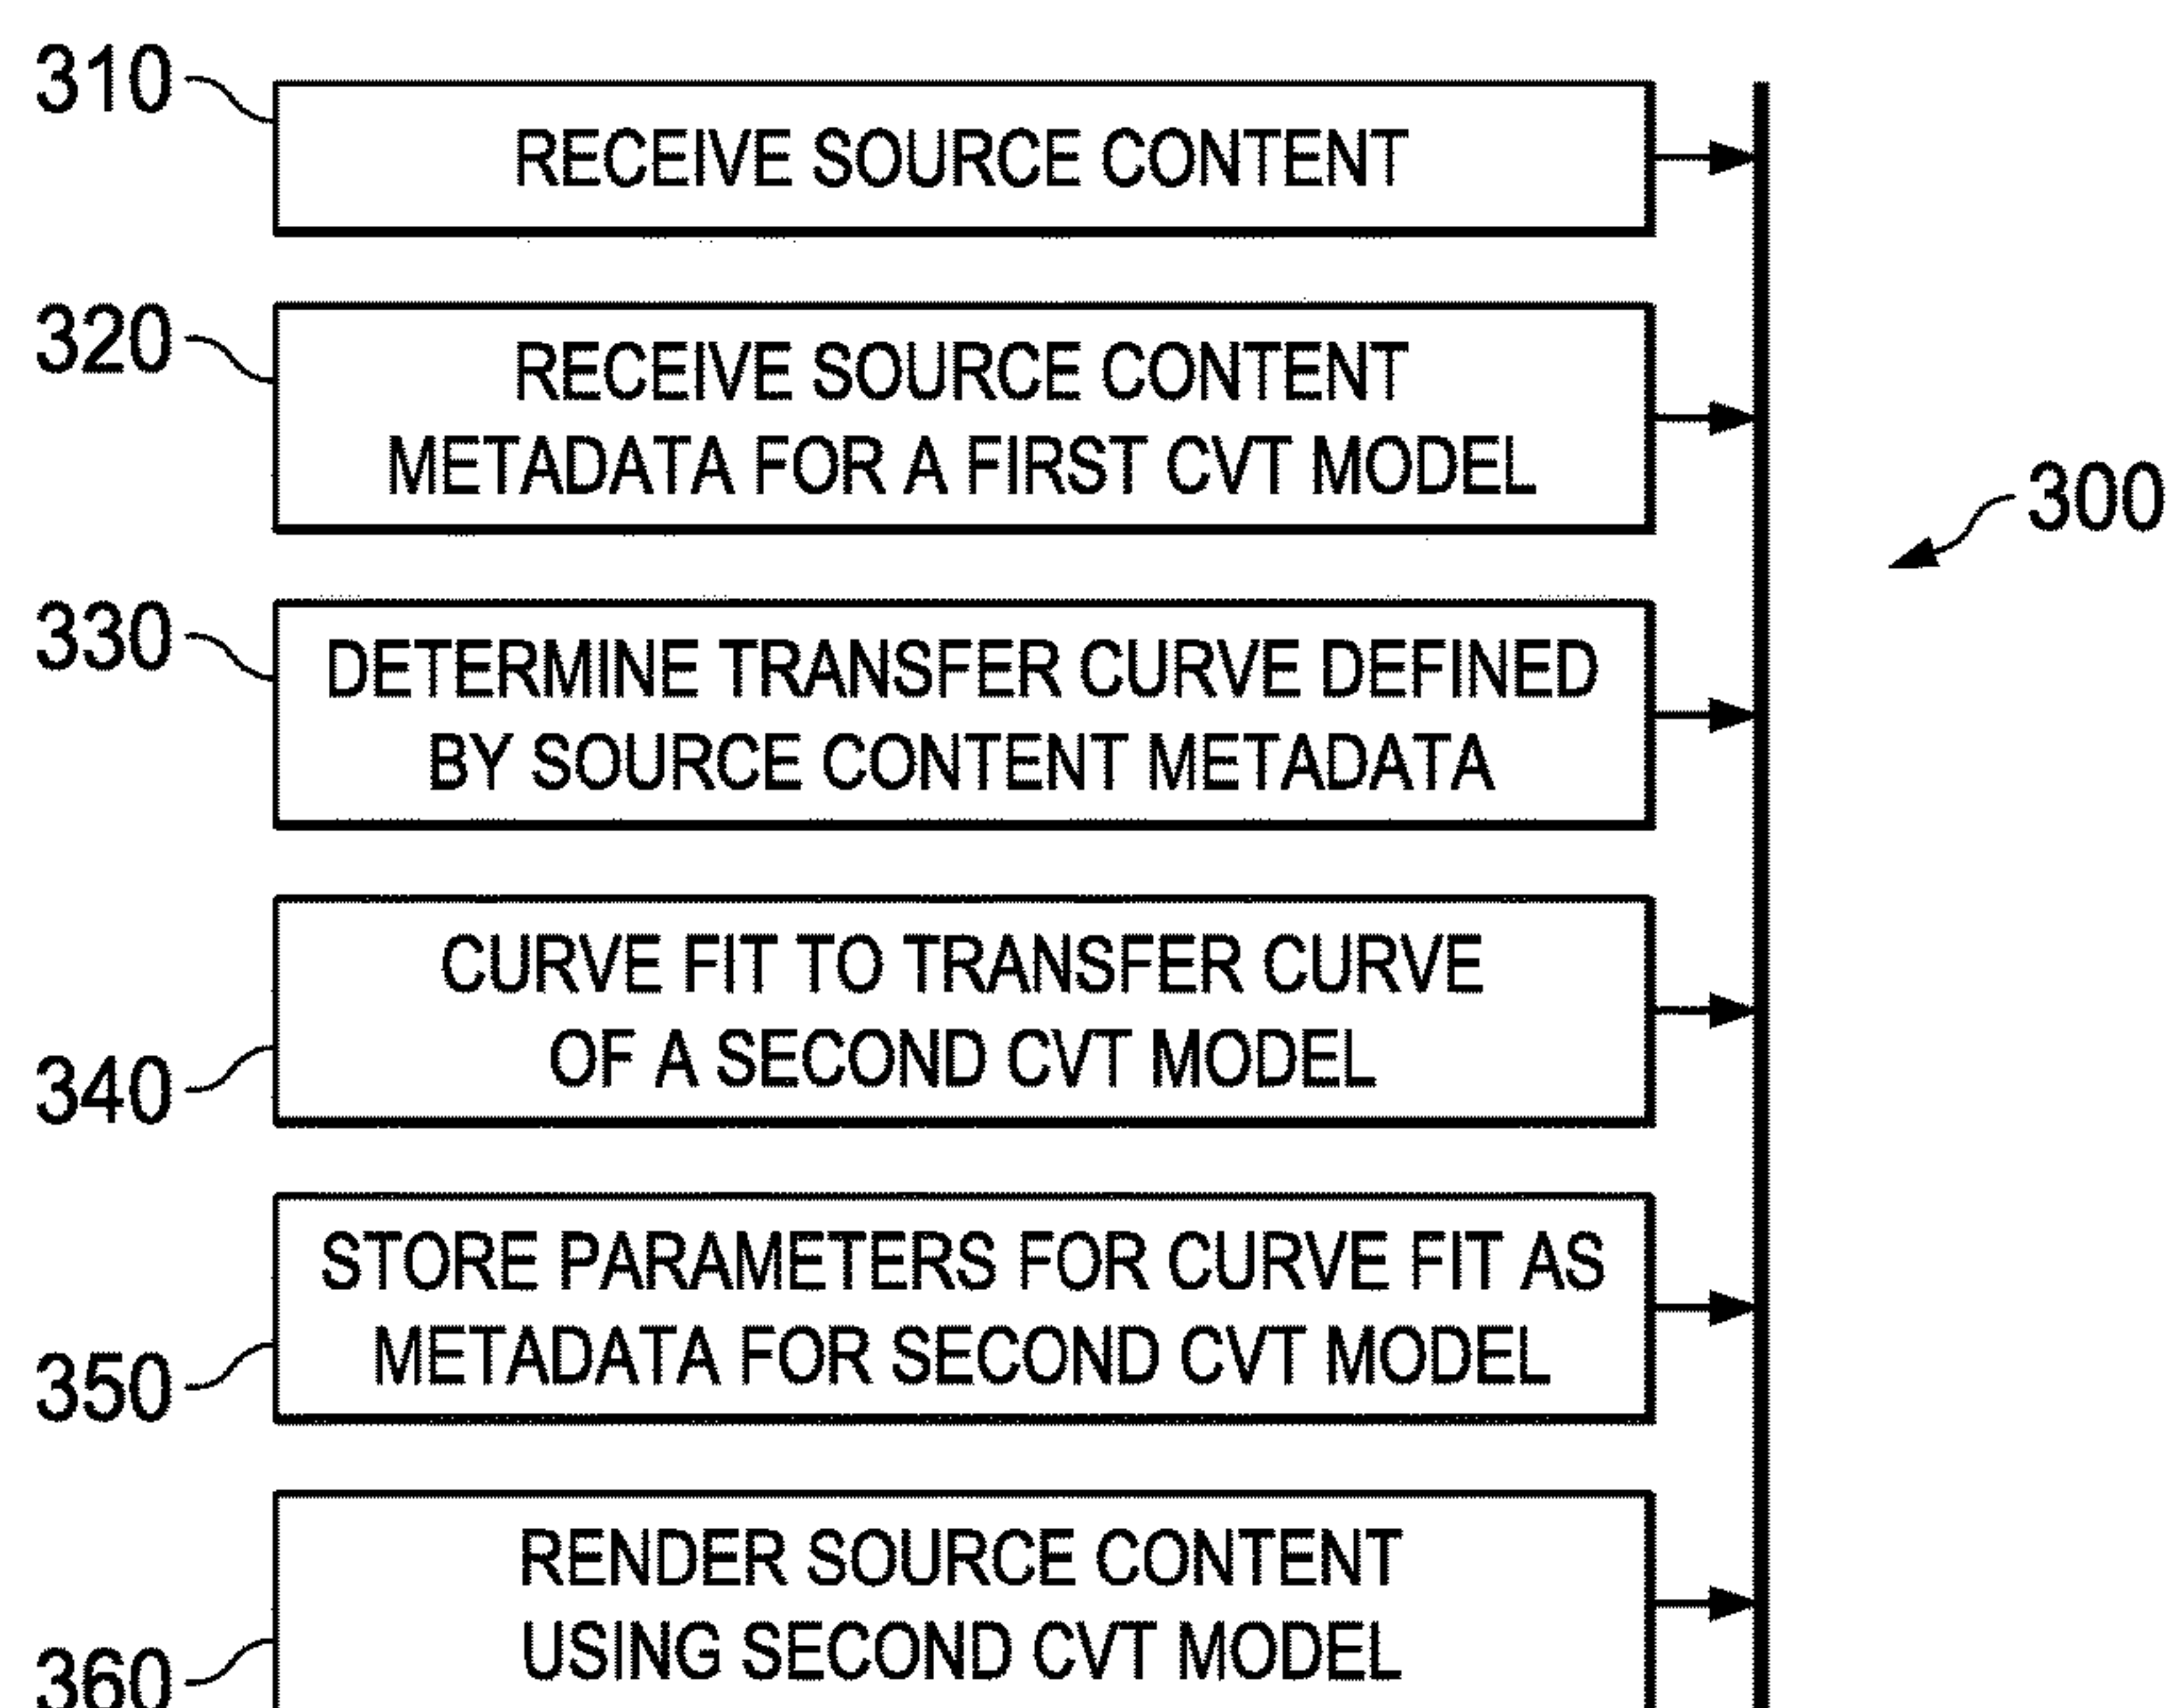 310
RECEIVE SOURCE CONTENT
320
RECEIVE SOURCE CONTENT
METADATA FOR A FIRST CVT MODEL
300
330
DETERMINE TRANSFER CURVE DEFINED
BY SOURCE CONTENT METADATA
CURVE FIT TO TRANSFER CURVE
OF A SECOND CVT MODEL
340
STORE PARAMETERS FOR CURVE FIT AS
METADATA FOR SECOND CVT MODEL
350
RENDER SOURCE CONTENT
USING SECOND CVT MODEL
360